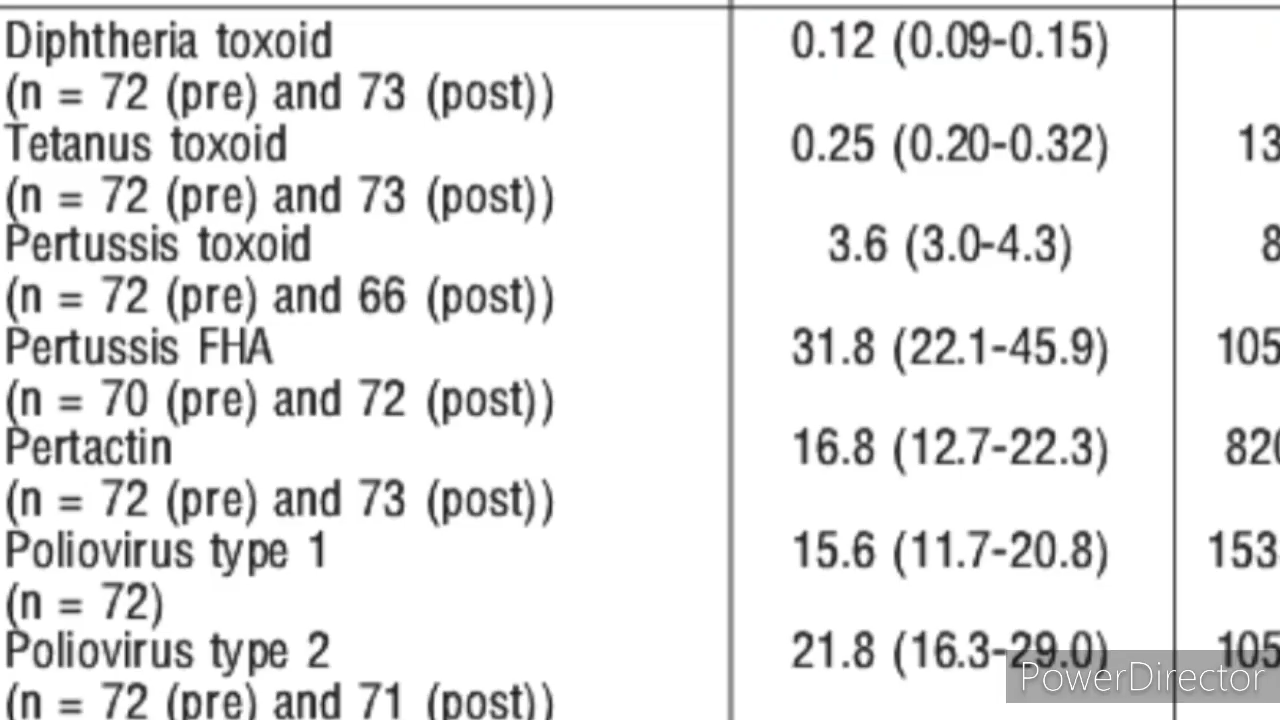 Diphtheria toxoid 0.12 (0.09-0.15)
(n = 72 (pre) and 73 (post))
Tetanus toxoid 0.25 (0.20-0.32) 13
(n = 72 (pre) and 73 (post))
Pertussis toxoid 3.6 (3.0-4.3) 8
(n = 72 (pre) and 66 (post))
Pertussis FHA 31.8 (22.1-45.9) 105
(n = 70 (pre) and 72 (post))
Pertactin 16.8 (12.7-22.3) 820
(n = 72 (pre) and 73 (post))
Poliovirus type 1 15.6 (11.7-20.8) 153
(n = 72)
Poliovirus type 2 21.8 (16.3-29.0) 105
(n = 72 (pre) and 71 (post))
PowerDirector